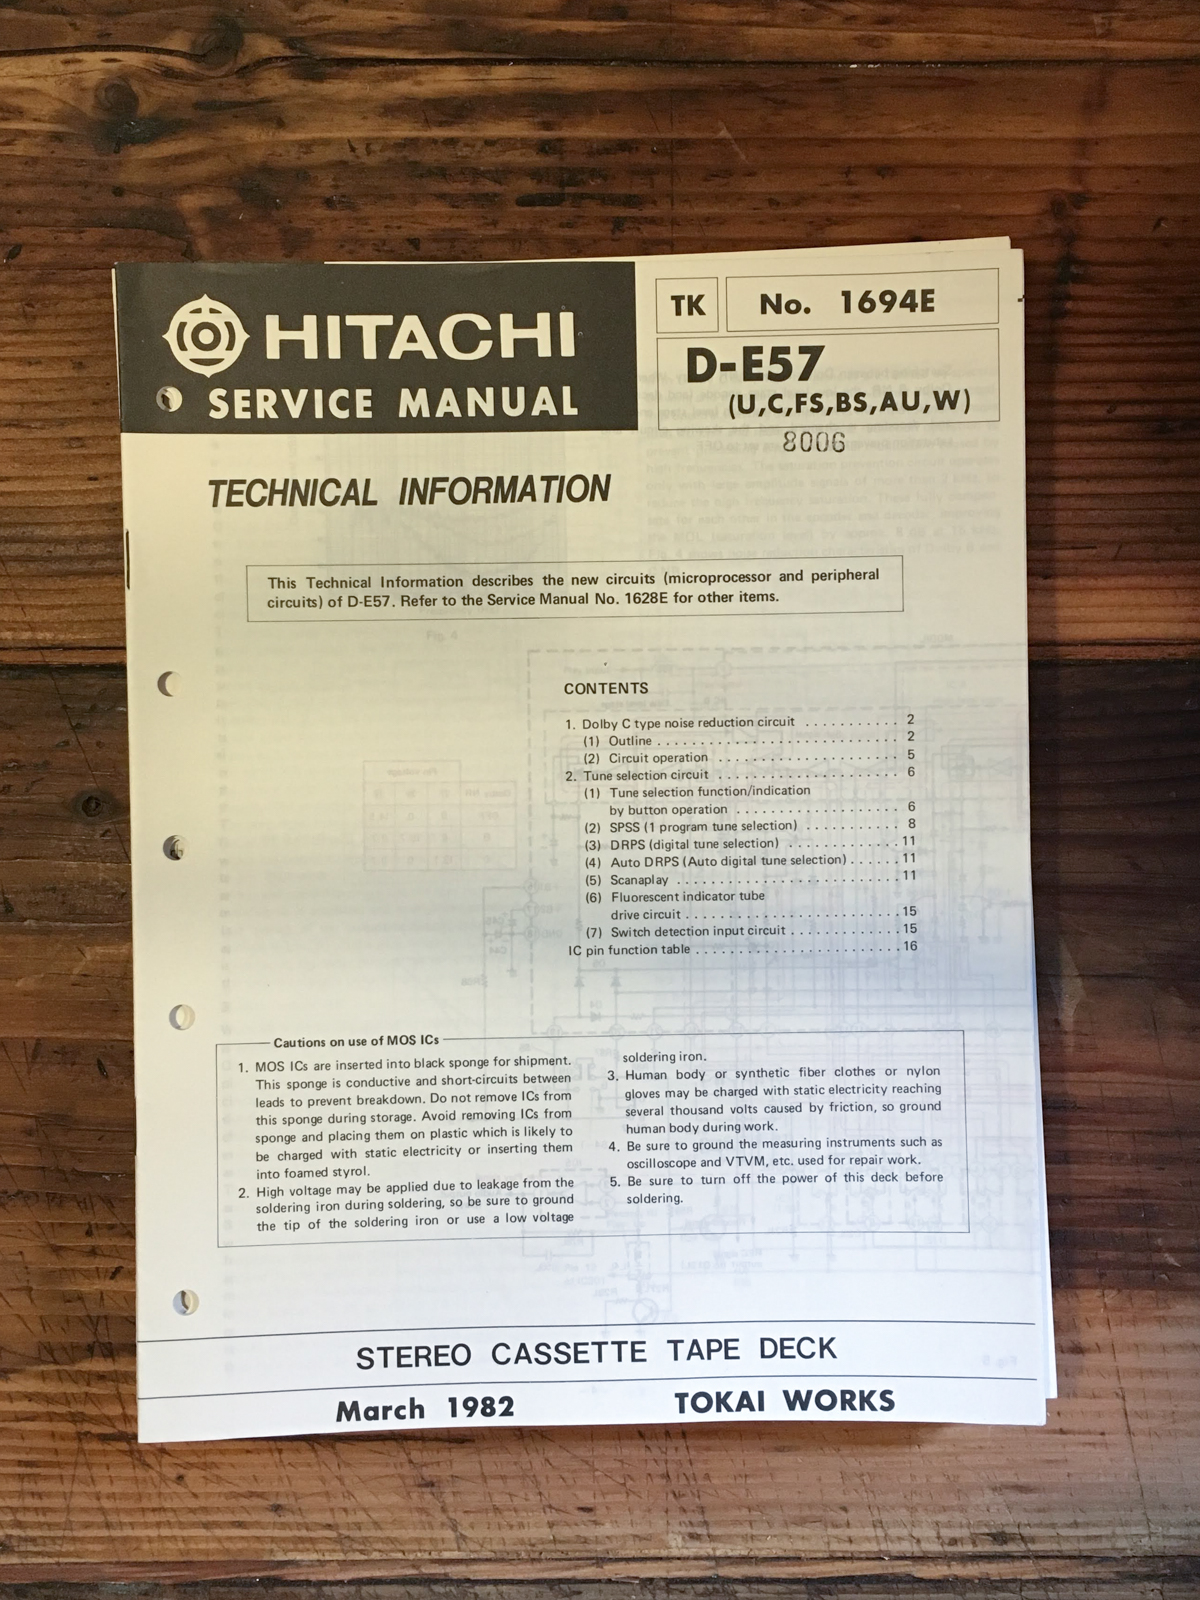 HITACHI
SERVICE MANUAL
TK
No. 1694E
D-E57
(U,C,FS,BS,AU,W)
8006
TECHNICAL INFORMATION
This Technical Information describes the new circuits (microprocessor and peripheral
circuits) of D-E57. Refer to the Service Manual No. 1628E for other items.
CONTENTS
1. Dolby C type noise reduction circuit . . . . . . . . . . . 2
(1) Outline . . . . . . . . . . . . . . . . . . . . . . . . . . . . 2
(2) Circuit operation . . . . . . . . . . . . . . . . . . . . . 5
2. Tune selection circuit . . . . . . . . . . . . . . . . . . . . . 6
(1) Tune selection function/indication
by button operation . . . . . . . . . . . . . . . . . . . 6
(2) SPSS (1 program tune selection) . . . . . . . . . . . 8
(3) DRPS (digital tune selection) . . . . . . . . . . . . . 11
(4) Auto DRPS (Auto digital tune selection) . . . . . . 11
(5) Scanaplay . . . . . . . . . . . . . . . . . . . . . . . . . . 11
(6) Fluorescent indicator tube
drive circuit . . . . . . . . . . . . . . . . . . . . . . . . . 15
(7) Switch detection input circuit . . . . . . . . . . . . . 15
IC pin function table . . . . . . . . . . . . . . . . . . . . . . . . 16
Cautions on use of MOS ICs
1. MOS ICs are inserted into black sponge for shipment.
This sponge is conductive and short-circuits between
leads to prevent breakdown. Do not remove ICs from
this sponge during storage. Avoid removing ICs from
sponge and placing them on plastic which is likely to
be charged with static electricity or inserting them
into foamed styrol.
2. High voltage may be applied due to leakage from the
soldering iron during soldering, so be sure to ground
the tip of the soldering iron or use a low voltage
soldering iron.
3. Human body or synthetic fiber clothes or nylon
gloves may be charged with static electricity reaching
several thousand volts caused by friction, so ground
human body during work.
4. Be sure to ground the measuring instruments such as
oscilloscope and VTVM, etc. used for repair work.
5. Be sure to turn off the power of this deck before
soldering.
STEREO CASSETTE TAPE DECK
March 1982
TOKAI WORKS